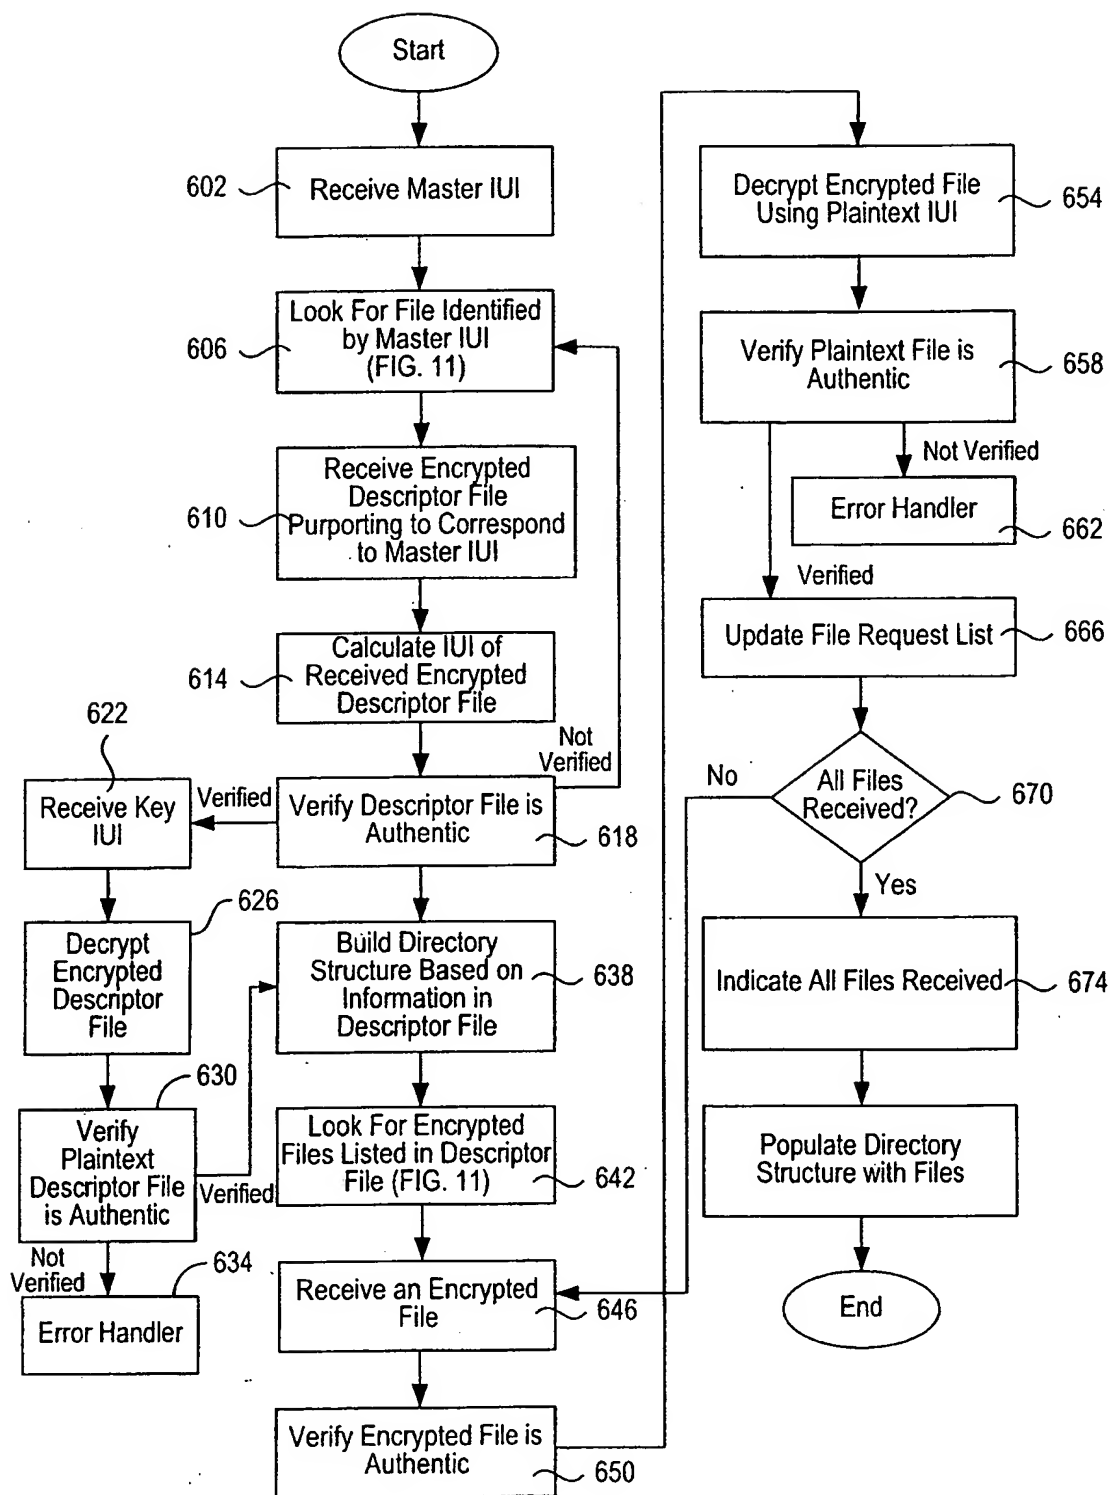 Start
602
Receive Master IUI
606
Look For File Identified
by Master IUI
(FIG. 11)
610
Receive Encrypted
Descriptor File
Purporting to Correspond
to Master IUI
614
Calculate IUI of
Received Encrypted
Descriptor File
Not
Verified
622
Receive Key
IUI
Verified
Verify Descriptor File is
Authentic
618
626
Decrypt
Encrypted
Descriptor
File
Build Directory
Structure Based on
Information in
Descriptor File
638
630
Verify
Plaintext
Descriptor File
is Authentic
Verified
Look For Encrypted
Files Listed in Descriptor
File (FIG. 11)
642
Not
Verified
634
Error Handler
Receive an Encrypted
File
646
Verify Encrypted File is
Authentic
650
Decrypt Encrypted File
Using Plaintext IUI
654
Verify Plaintext File is
Authentic
658
Not Verified
Error Handler
662
Verified
Update File Request List
666
No
All Files
Received?
670
Yes
Indicate All Files Received
674
Populate Directory
Structure with Files
End